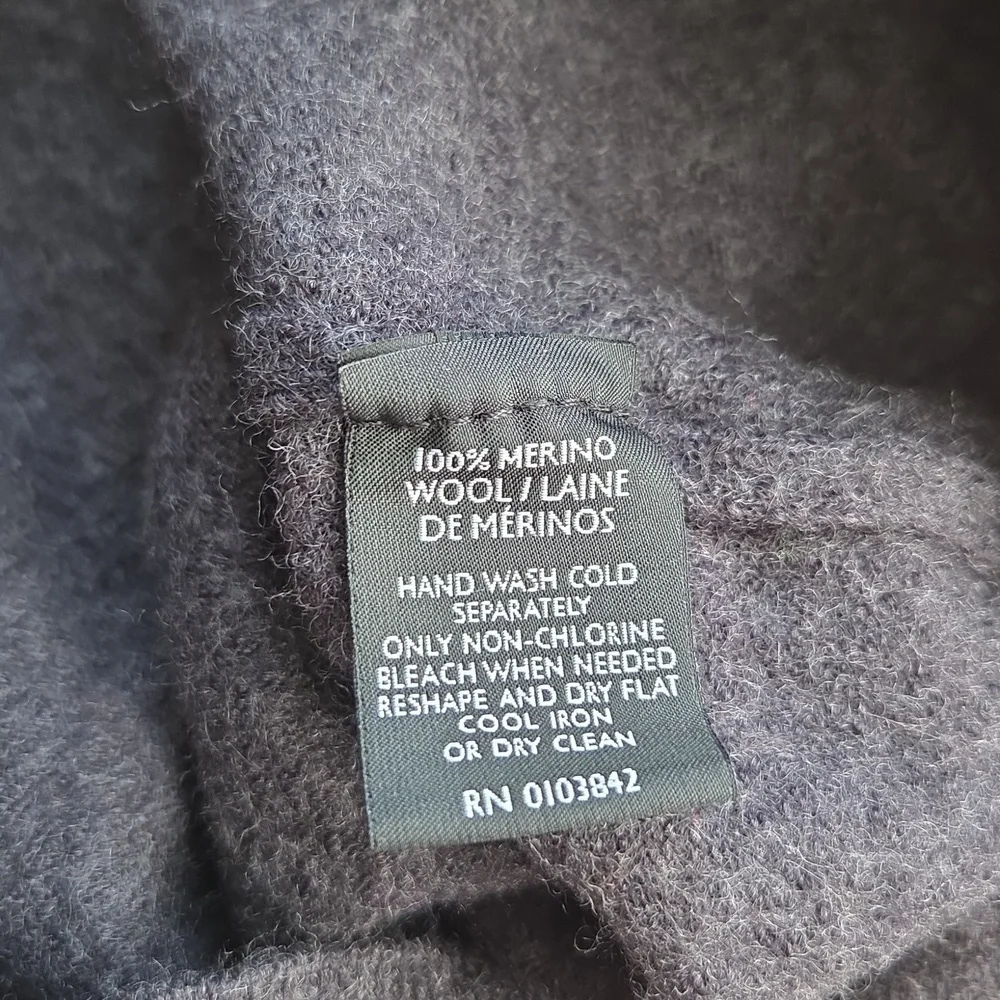 100% MERINO
WOOL / LAINE
DE MÉRINOS
HAND WASH COLD
SEPARATELY
ONLY NON-CHLORINE
BLEACH WHEN NEEDED
RESHAPE AND DRY FLAT
COOL IRON
OR DRY CLEAN
RN 0103842